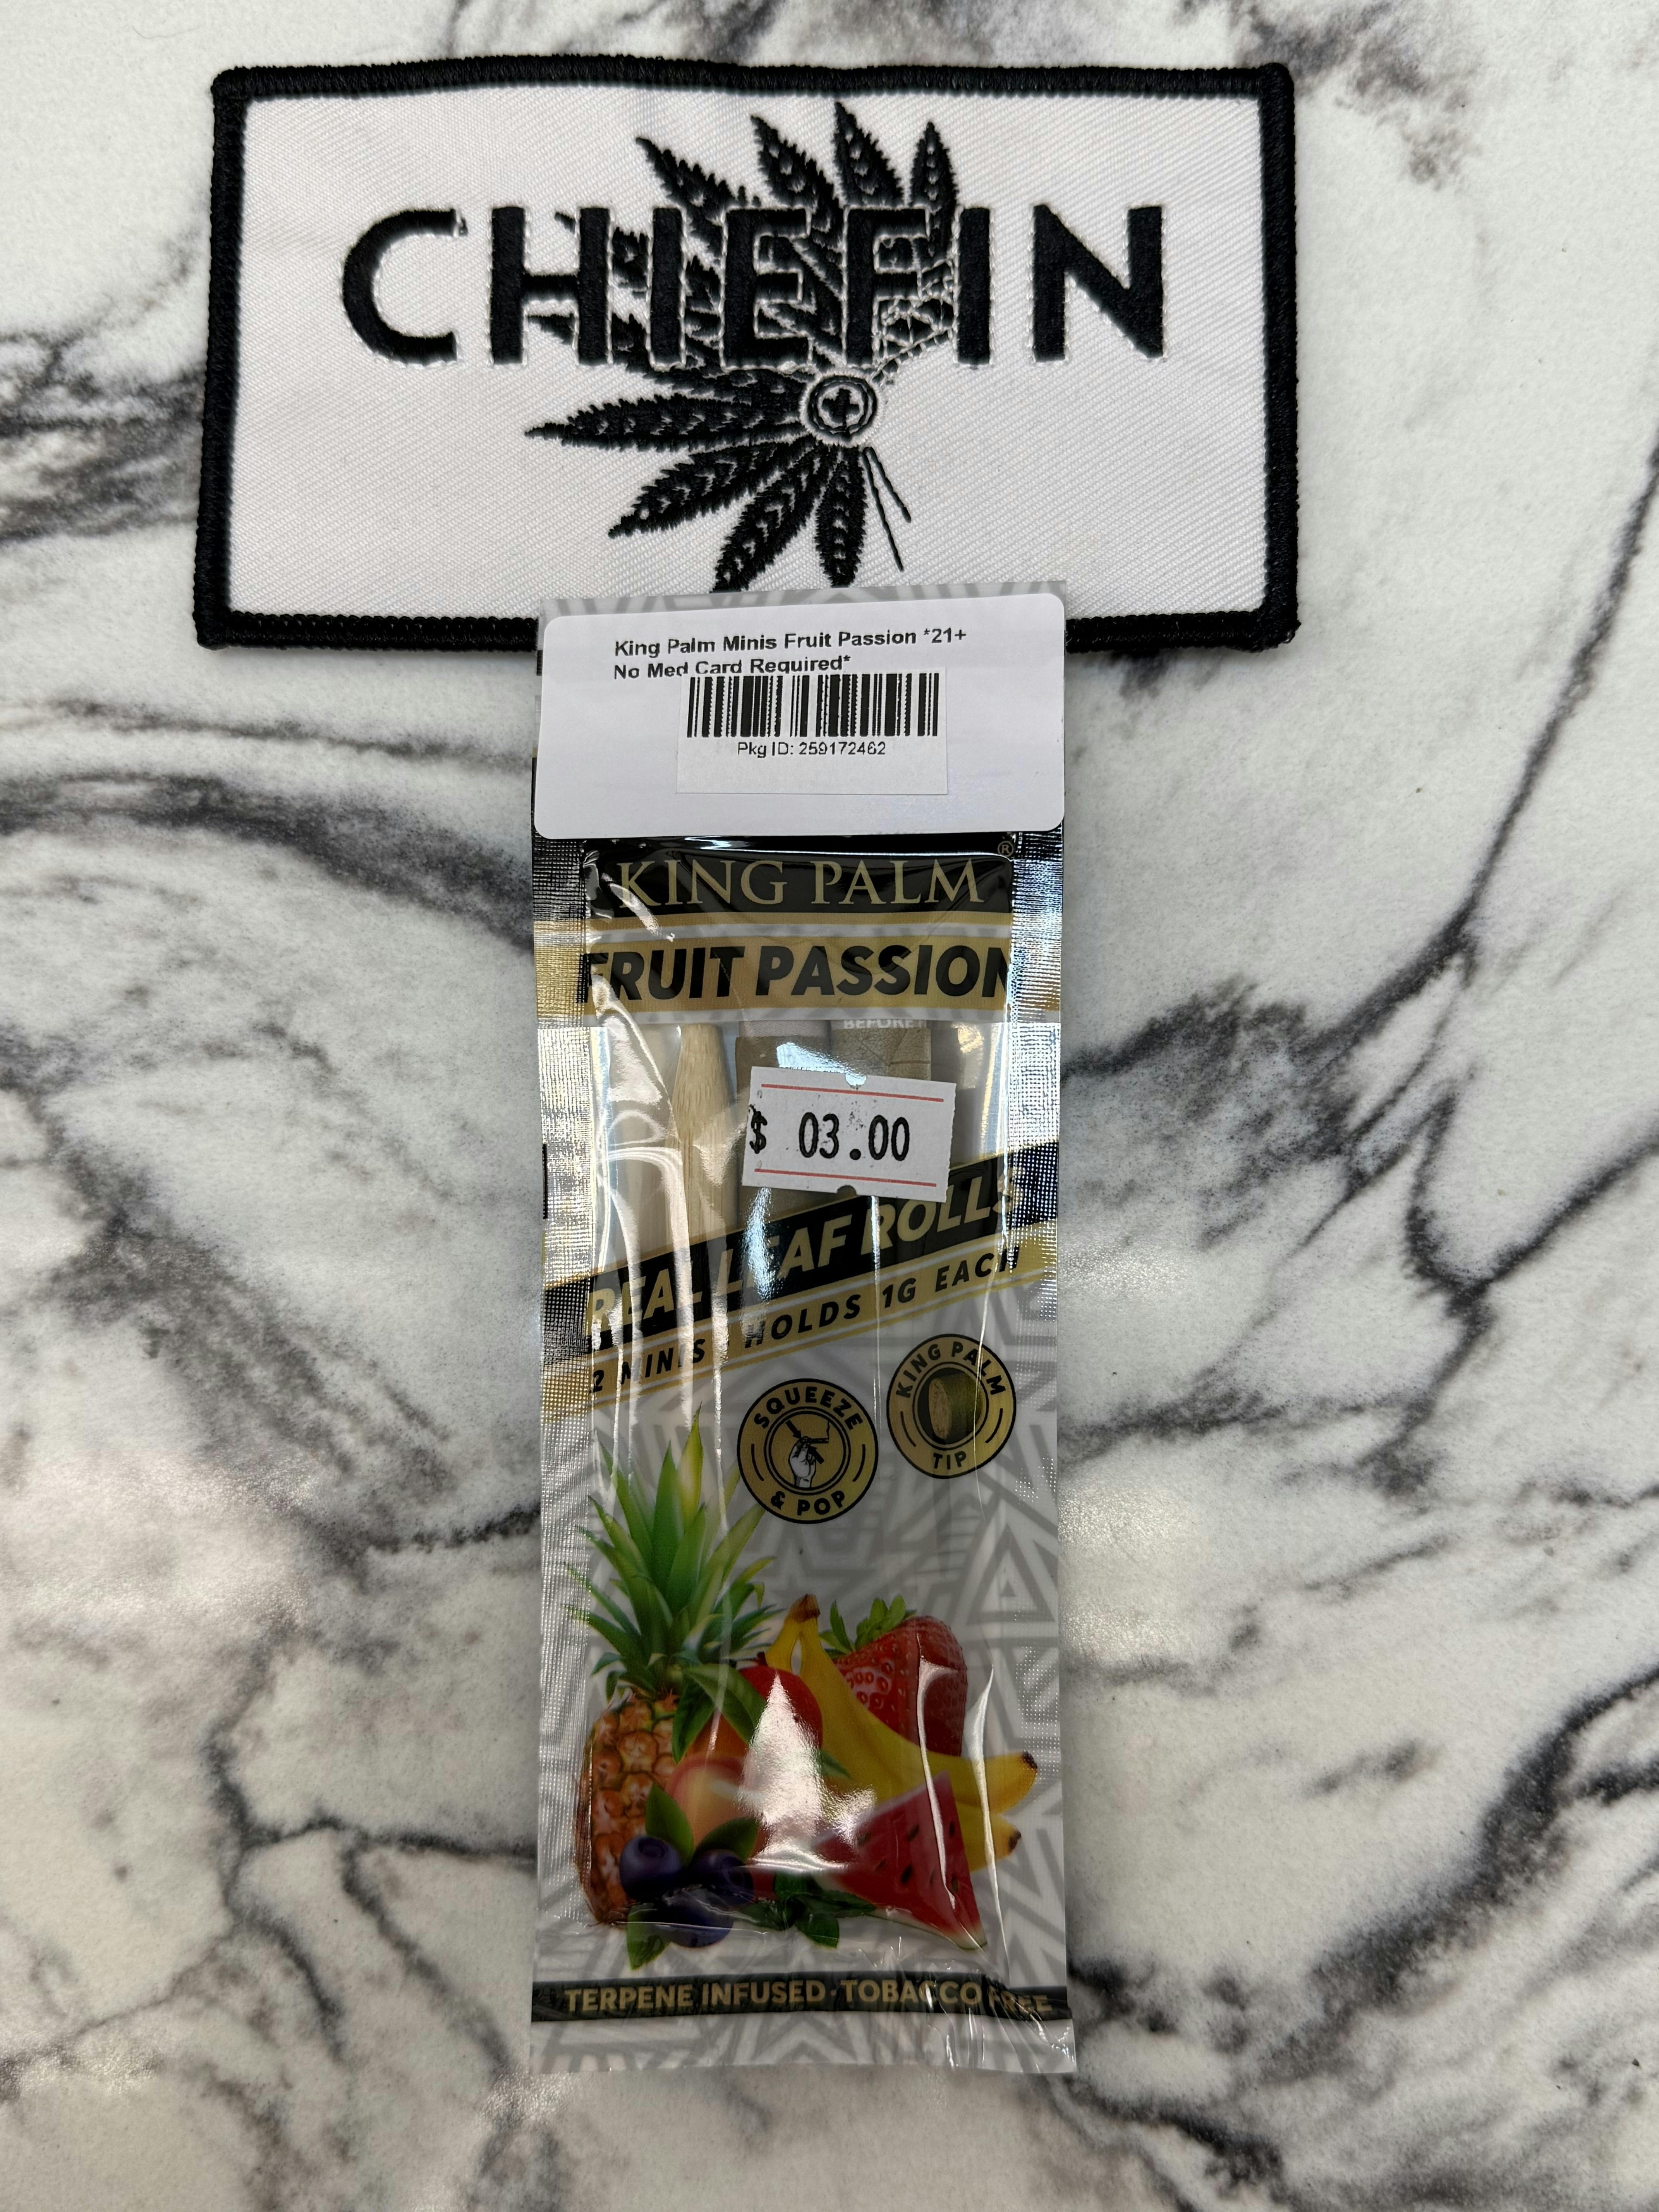 CHIEFIN
King Palm Minis Fruit Passion *21+
No Med Card Required*
Pkg ID: 259172462
KING PALM®
FRUIT PASSION
BEFORE
$ 03.00
REAL LEAF ROLLS
2 MINIS HOLDS 1G EACH
KING PALM
TIP
SQUEEZE
& POP
TERPENE INFUSED·TOBACCO FREE